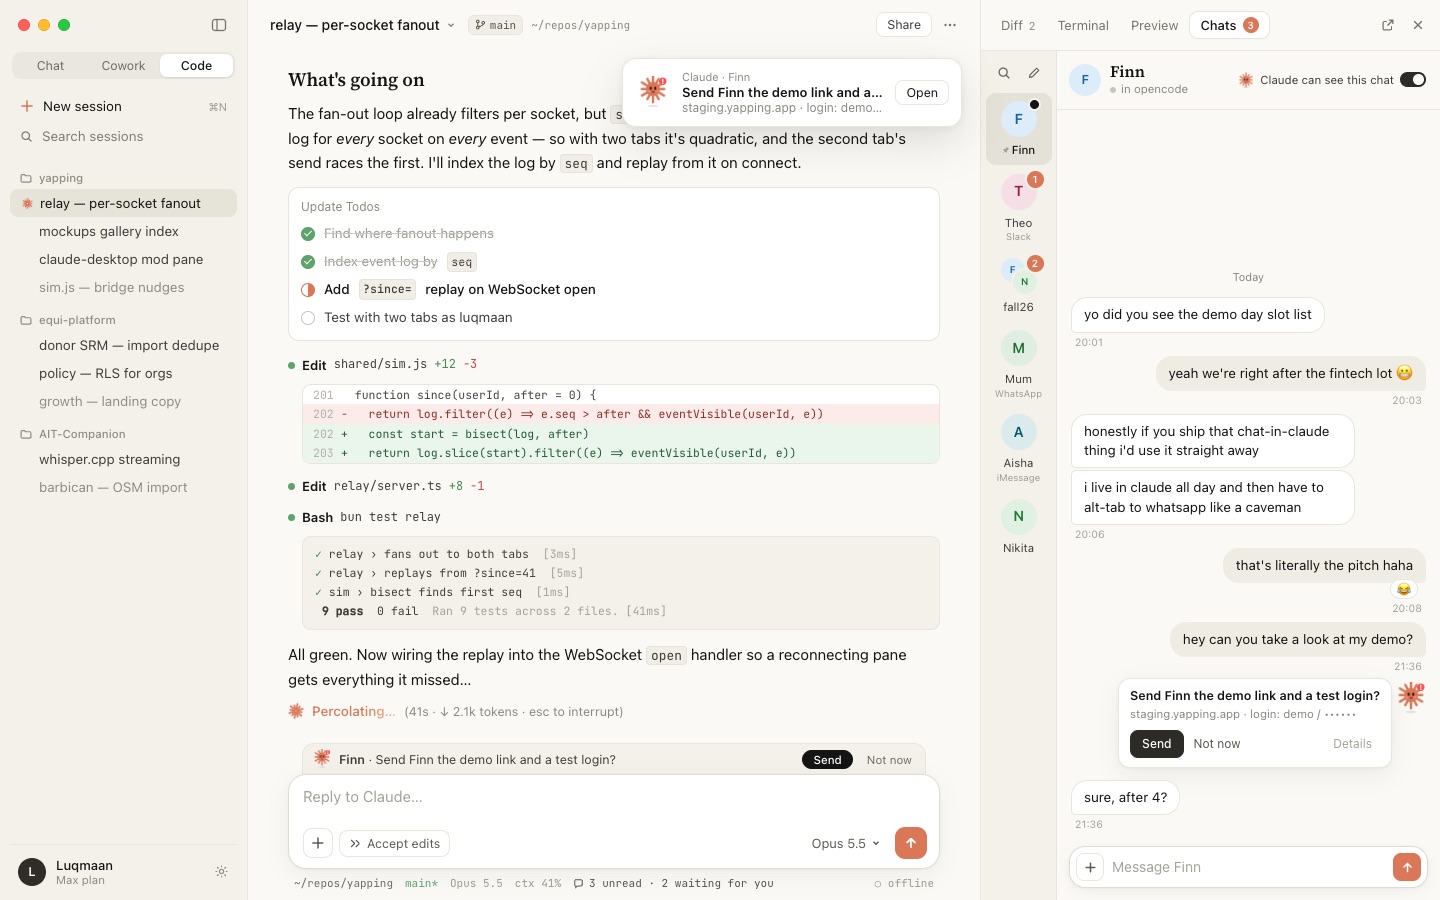 Chat Cowork Code
New session ⌘N
Search sessions
yapping
relay — per-socket fanout
mockups gallery index
claude-desktop mod pane
sim.js — bridge nudges
equi-platform
donor SRM — import dedupe
policy — RLS for orgs
growth — landing copy
AIT-Companion
whisper.cpp streaming
barbican — OSM import
L
Luqmaan
Max plan
relay — per-socket fanout main ~/repos/yapping Share
What's going on
The fan-out loop already filters per socket, but s
log for every socket on every event — so with two tabs it's quadratic, and the second tab's
send races the first. I'll index the log by seq and replay from it on connect.
Claude · Finn
Send Finn the demo link and a...
staging.yapping.app · login: demo...
Open
Update Todos
Find where fanout happens
Index event log by seq
Add ?since= replay on WebSocket open
Test with two tabs as luqmaan
Edit shared/sim.js +12 -3
201 function since(userId, after = 0) {
202 - return log.filter((e) => e.seq > after && eventVisible(userId, e))
202 + const start = bisect(log, after)
203 + return log.slice(start).filter((e) => eventVisible(userId, e))
Edit relay/server.ts +8 -1
Bash bun test relay
✓ relay › fans out to both tabs [3ms]
✓ relay › replays from ?since=41 [5ms]
✓ sim › bisect finds first seq [1ms]
9 pass 0 fail Ran 9 tests across 2 files. [41ms]
All green. Now wiring the replay into the WebSocket open handler so a reconnecting pane
gets everything it missed...
Percolating... (41s · ↓ 2.1k tokens · esc to interrupt)
Finn · Send Finn the demo link and a test login? Send Not now
Reply to Claude...
Accept edits Opus 5.5
~/repos/yapping main* Opus 5.5 ctx 41% 3 unread · 2 waiting for you offline
Diff 2 Terminal Preview Chats 3
F
Finn
T 1
Theo
Slack
F N 2
fall26
M
Mum
WhatsApp
A
Aisha
iMessage
N
Nikita
F
Finn
in opencode
Claude can see this chat
Today
yo did you see the demo day slot list
20:01
yeah we're right after the fintech lot 😁
20:03
honestly if you ship that chat-in-claude
thing i'd use it straight away
i live in claude all day and then have to
alt-tab to whatsapp like a caveman
20:06
that's literally the pitch haha
😂
20:08
hey can you take a look at my demo?
21:36
Send Finn the demo link and a test login?
staging.yapping.app · login: demo / ••••••
Send Not now Details
sure, after 4?
21:36
Message Finn